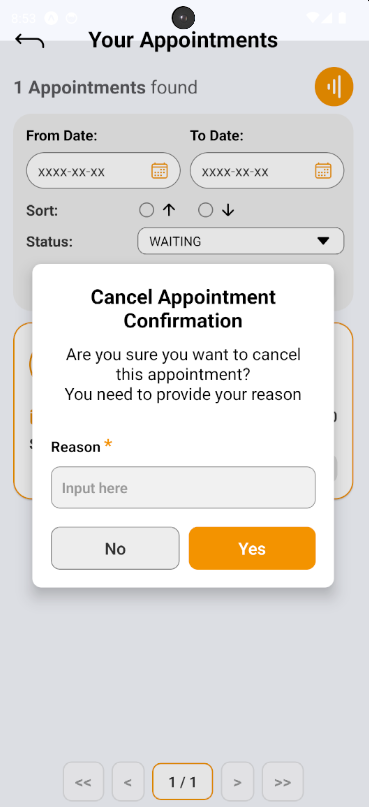 Your Appointments
1 Appointments found
From Date:
To Date:
xxxx-xx-xx
xxxx-xx-xx
Sort:
Status:
WAITING
Cancel Appointment
Confirmation
Are you sure you want to cancel
this appointment?
You need to provide your reason
Reason *
Input here
No
Yes
<<
<
1 / 1
>
>>